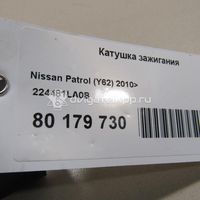 Катушка зажигания
Nissan Patrol (Y62) 2010>
224481LA0B
80 179 730